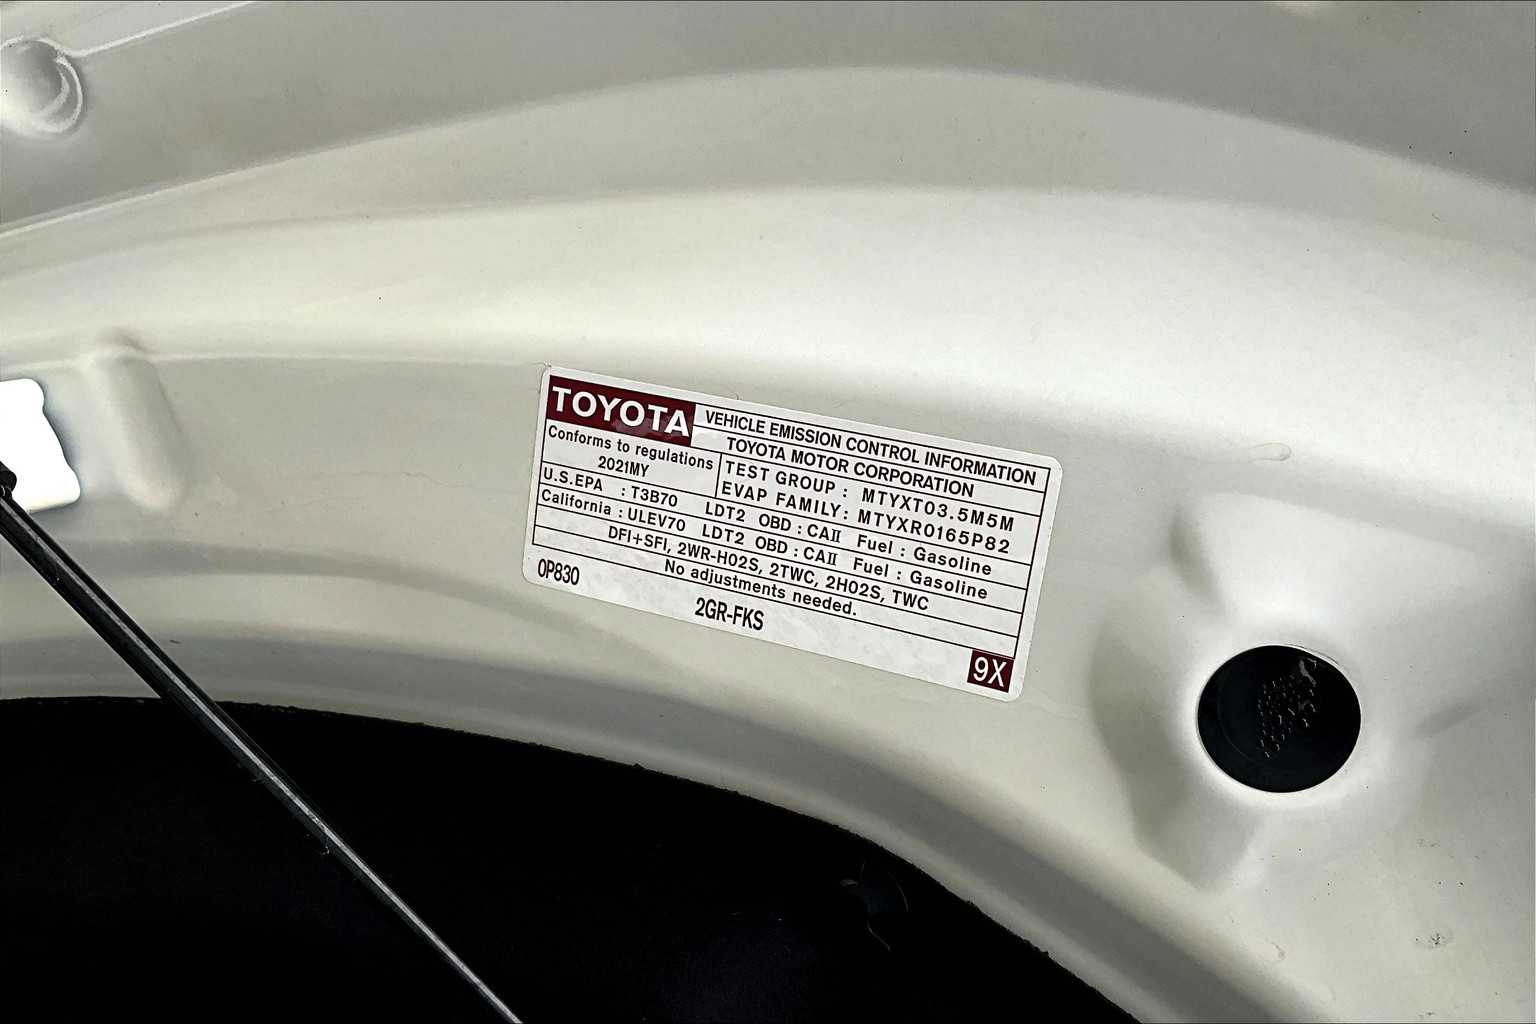 TOYOTA VEHICLE EMISSION CONTROL INFORMATION
TOYOTA MOTOR CORPORATION
Conforms to regulations
2021MY
TEST GROUP : MTYXT03.5M5M
EVAP FAMILY: MTYXR0165P82
U.S.EPA : T3B70 LDT2 OBD : CAII Fuel : Gasoline
California : ULEV70 LDT2 OBD : CAII Fuel : Gasoline
DFI+SFI, 2WR-HO2S, 2TWC, 2HO2S, TWC
No adjustments needed.
0P830
2GR-FKS
9X